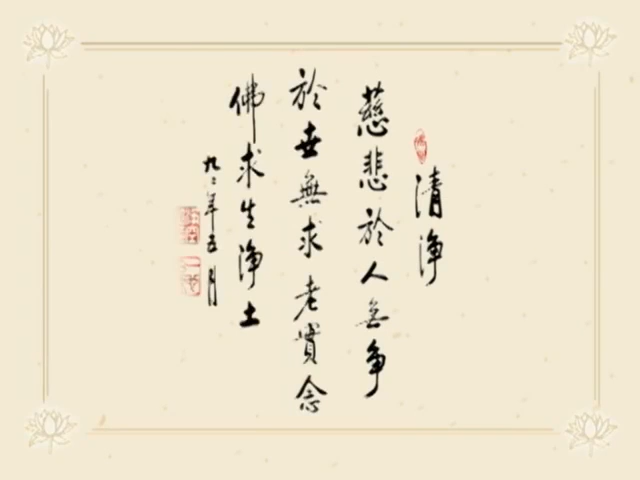 清淨
慈悲於人無爭
於世無求老實念
佛求生淨土
九二年五月